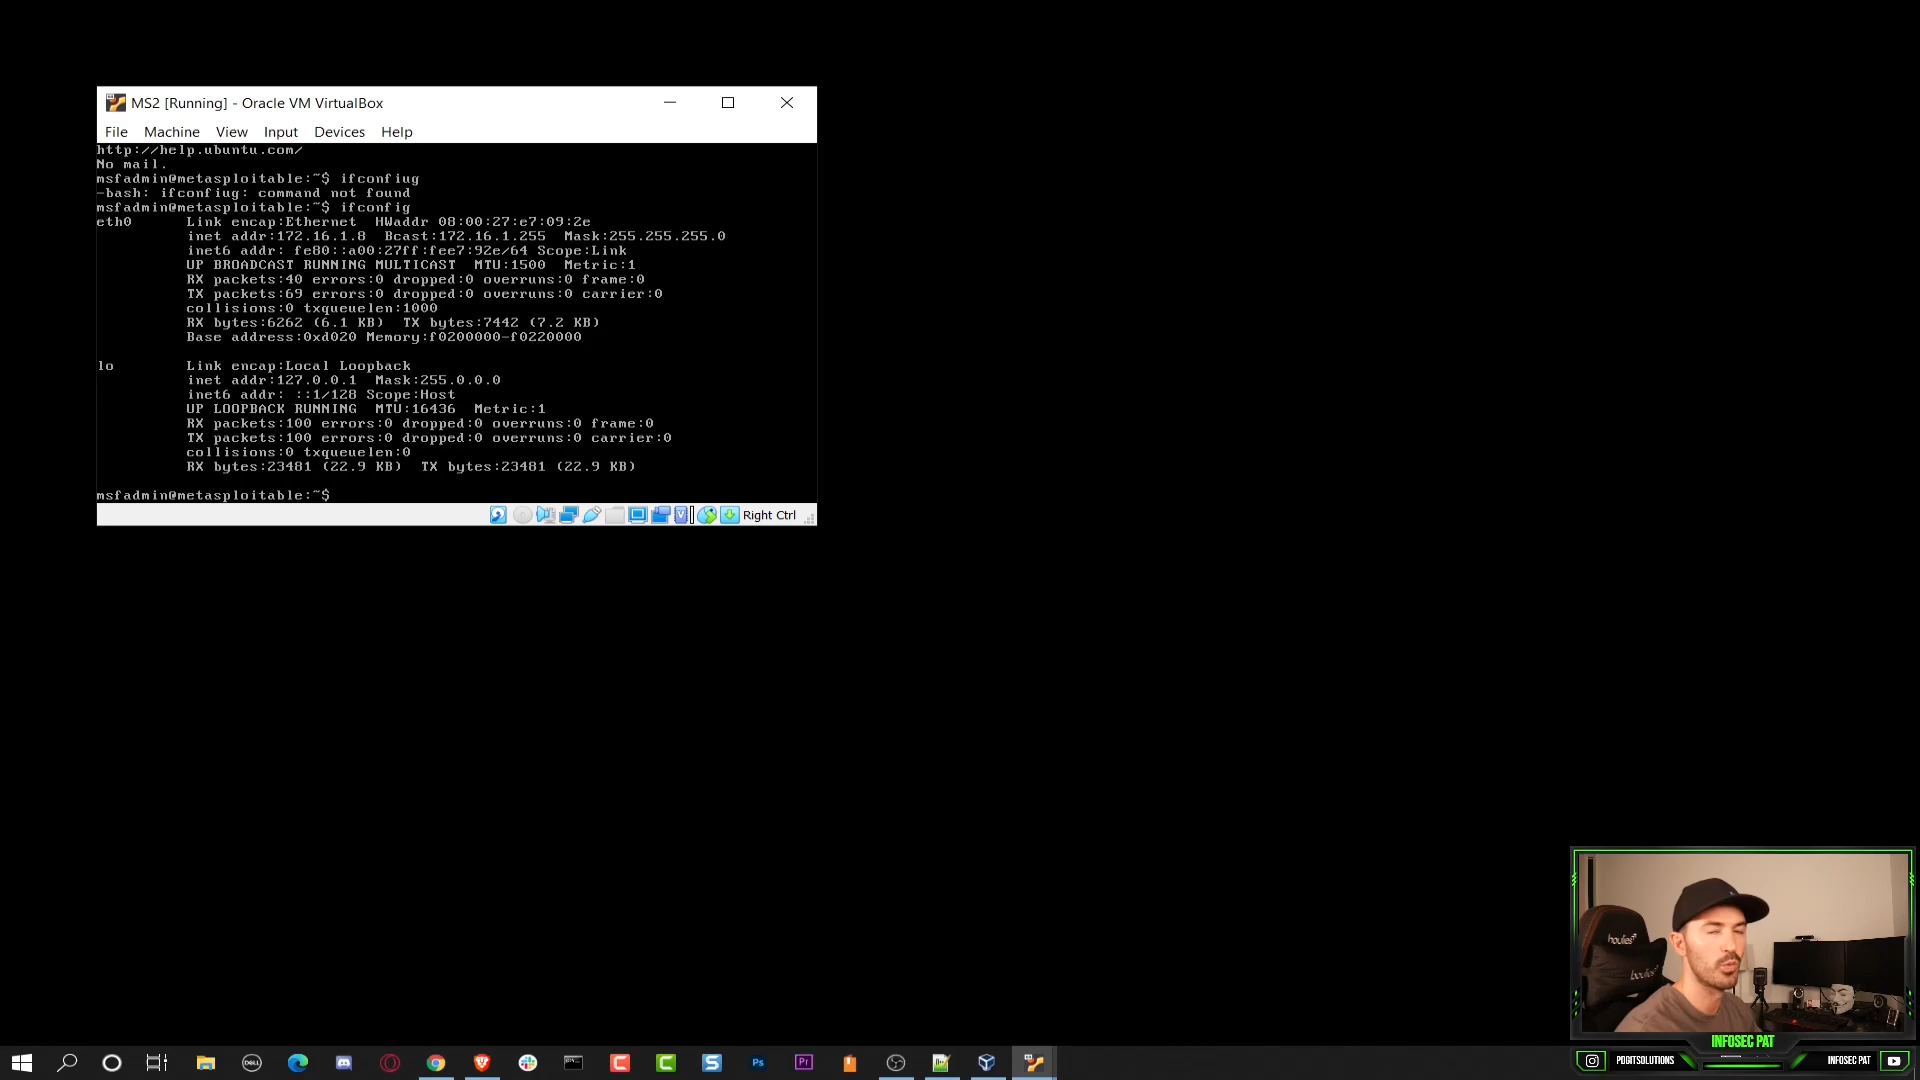 MS2 [Running] - Oracle VM VirtualBox
File Machine View Input Devices Help
http://help.ubuntu.com/
No mail.
msfadmin@metasploitable:~$ ifconfiug
-bash: ifconfiug: command not found
msfadmin@metasploitable:~$ ifconfig
eth0 Link encap:Ethernet HWaddr 08:00:27:e7:09:2e
inet addr:172.16.1.8 Bcast:172.16.1.255 Mask:255.255.255.0
inet6 addr: fe80::a00:27ff:fee7:92e/64 Scope:Link
UP BROADCAST RUNNING MULTICAST MTU:1500 Metric:1
RX packets:40 errors:0 dropped:0 overruns:0 frame:0
TX packets:69 errors:0 dropped:0 overruns:0 carrier:0
collisions:0 txqueuelen:1000
RX bytes:6262 (6.1 KB) TX bytes:7442 (7.2 KB)
Base address:0xd020 Memory:f0200000-f0220000
lo Link encap:Local Loopback
inet addr:127.0.0.1 Mask:255.0.0.0
inet6 addr: ::1/128 Scope:Host
UP LOOPBACK RUNNING MTU:16436 Metric:1
RX packets:100 errors:0 dropped:0 overruns:0 frame:0
TX packets:100 errors:0 dropped:0 overruns:0 carrier:0
collisions:0 txqueuelen:0
RX bytes:23481 (22.9 KB) TX bytes:23481 (22.9 KB)
msfadmin@metasploitable:~$
Right Ctrl
INFOSEC PAT
PDDITSOLUTIONS
INFOSEC PAT
DELL
Ps
Pr